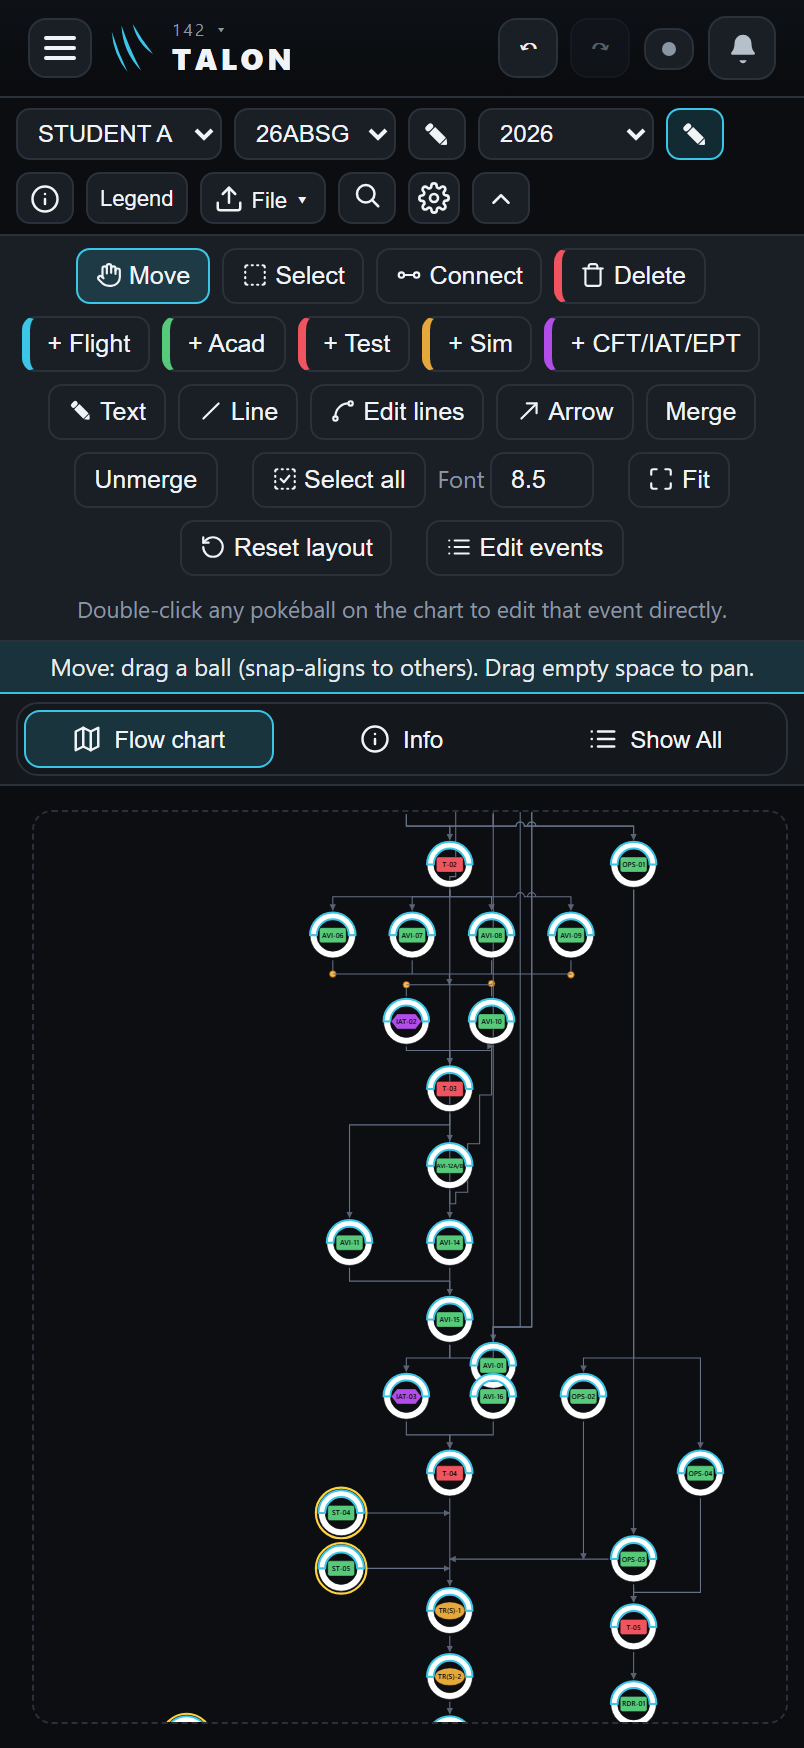 142
TALON
STUDENT A
26ABSG
2026
Legend
File
Move
Select
Connect
Delete
+ Flight
+ Acad
+ Test
+ Sim
+ CFT/IAT/EPT
Text
Line
Edit lines
Arrow
Merge
Unmerge
Select all
Font
8.5
Fit
Reset layout
Edit events
Double-click any pokéball on the chart to edit that event directly.
Move: drag a ball (snap-aligns to others). Drag empty space to pan.
Flow chart
Info
Show All
T-02
OPS-01
AVI-06
AVI-07
AVI-08
AVI-09
IAT-02
AVI-10
T-03
AVI-12A/B
AVI-11
AVI-14
AVI-15
AVI-01
IAT-03
AVI-16
OPS-02
T-04
OPS-04
ST-04
OPS-03
ST-05
TR(S)-1
T-05
TR(S)-2
RDR-01